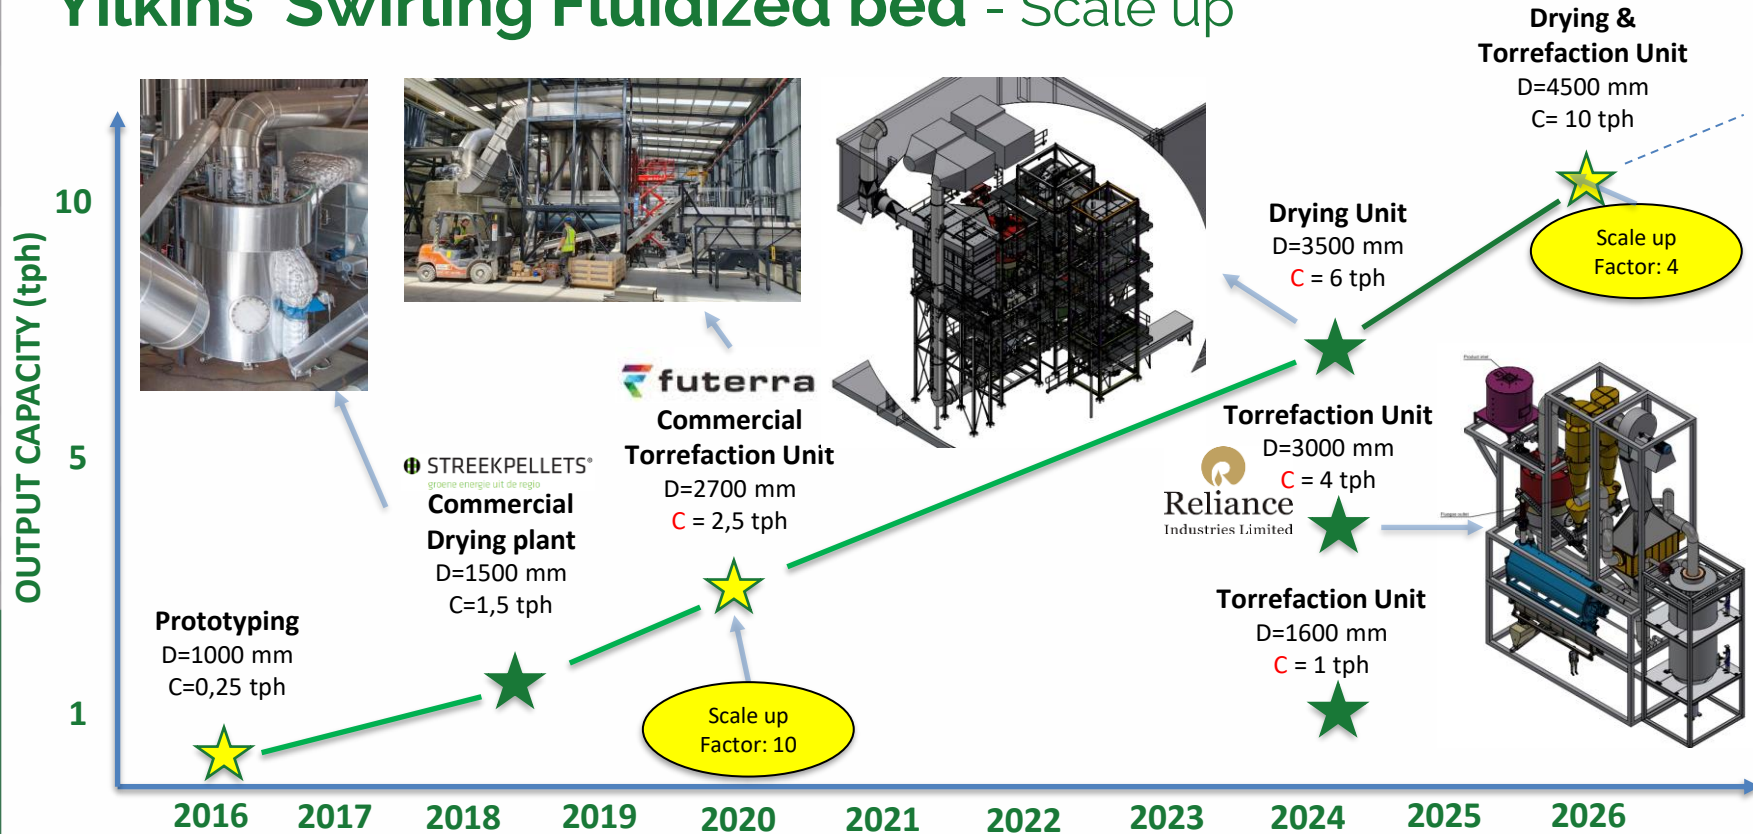 Yilkins' Swirling Fluidized bed - Scale up
OUTPUT CAPACITY (tph)
10
5
1
Prototyping
D=1000 mm
C=0,25 tph
STREEKPELLETS®
groene energie uit de regio
Commercial
Drying plant
D=1500 mm
C=1,5 tph
futerra
Commercial
Torrefaction Unit
D=2700 mm
C = 2,5 tph
Scale up
Factor: 10
Drying Unit
D=3500 mm
C = 6 tph
Reliance
Industries Limited
Torrefaction Unit
D=3000 mm
C = 4 tph
Torrefaction Unit
D=1600 mm
C = 1 tph
Drying &
Torrefaction Unit
D=4500 mm
C= 10 tph
Scale up
Factor: 4
2016 2017 2018 2019 2020 2021 2022 2023 2024 2025 2026